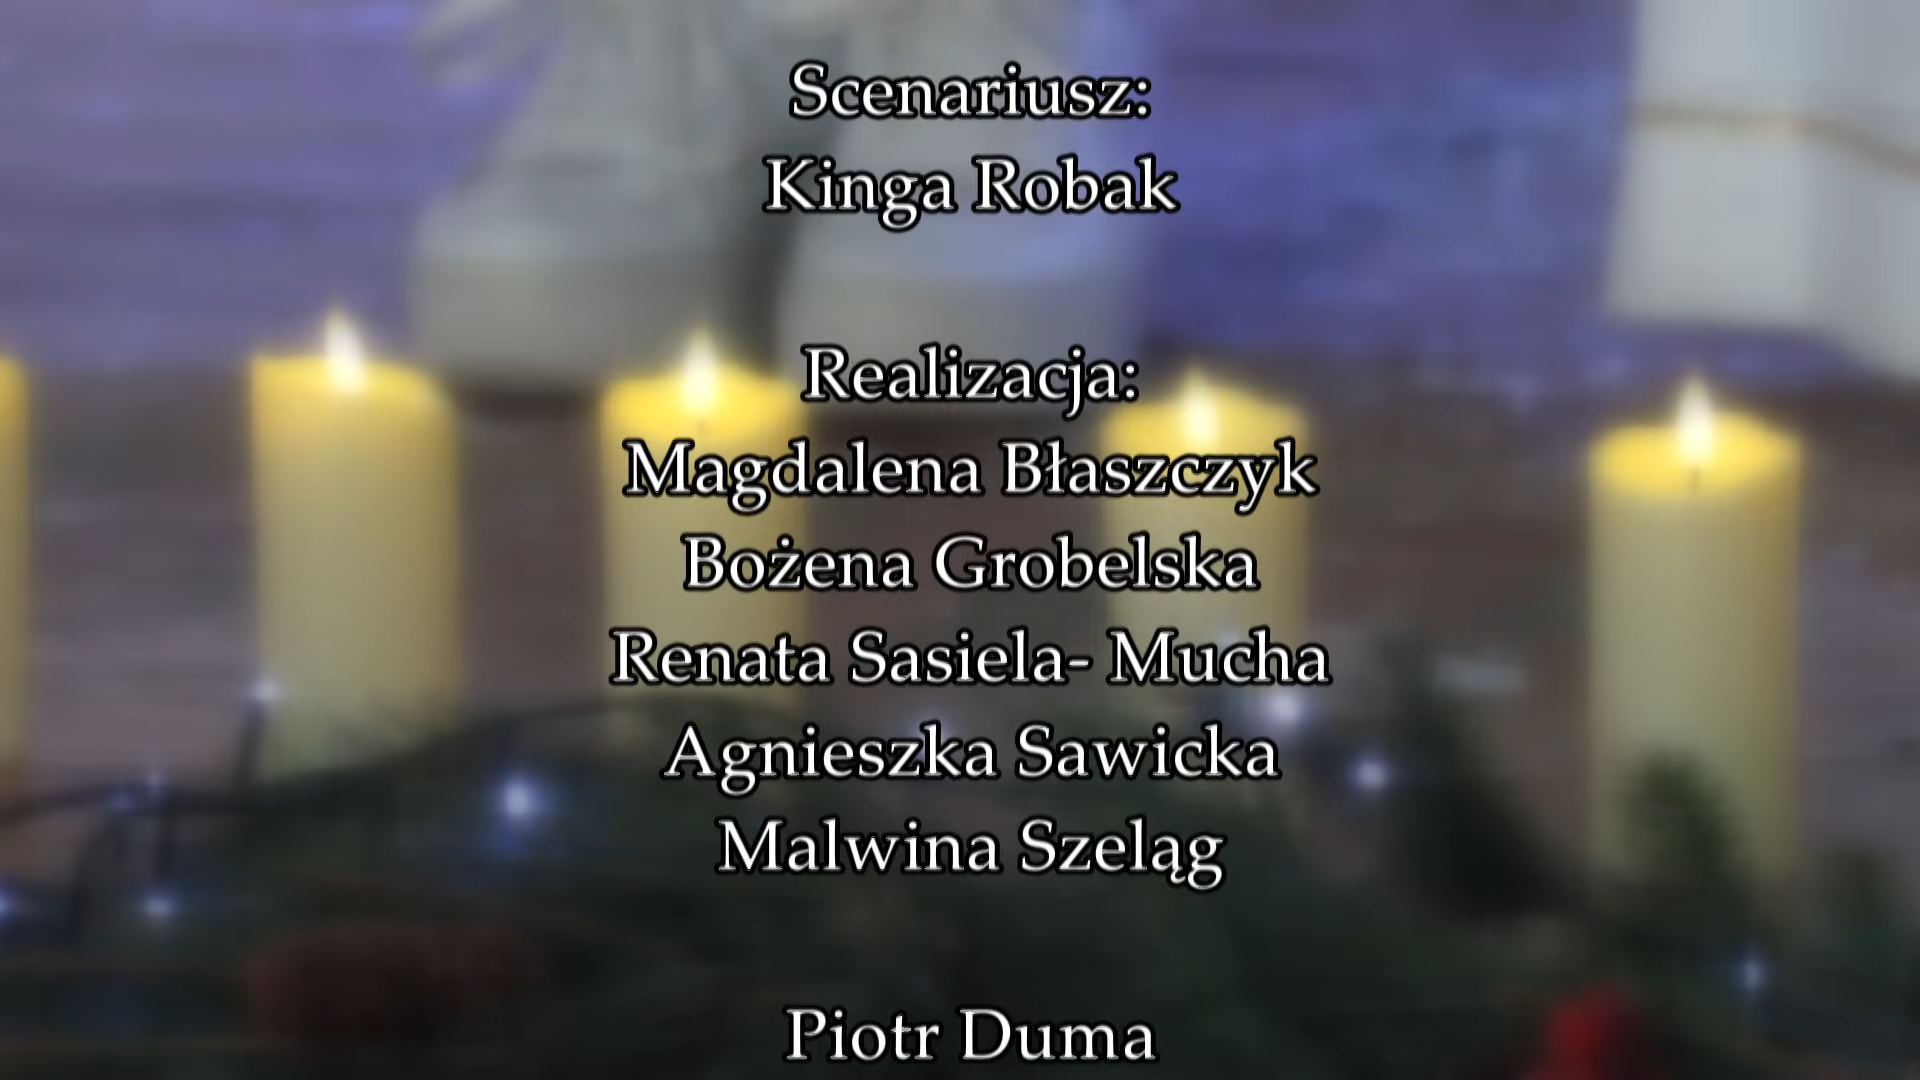 Scenariusz:
Kinga Robak
Realizacja:
Magdalena Błaszczyk
Bożena Grobelska
Renata Sasiela- Mucha
Agnieszka Sawicka
Malwina Szeląg
Piotr Duma